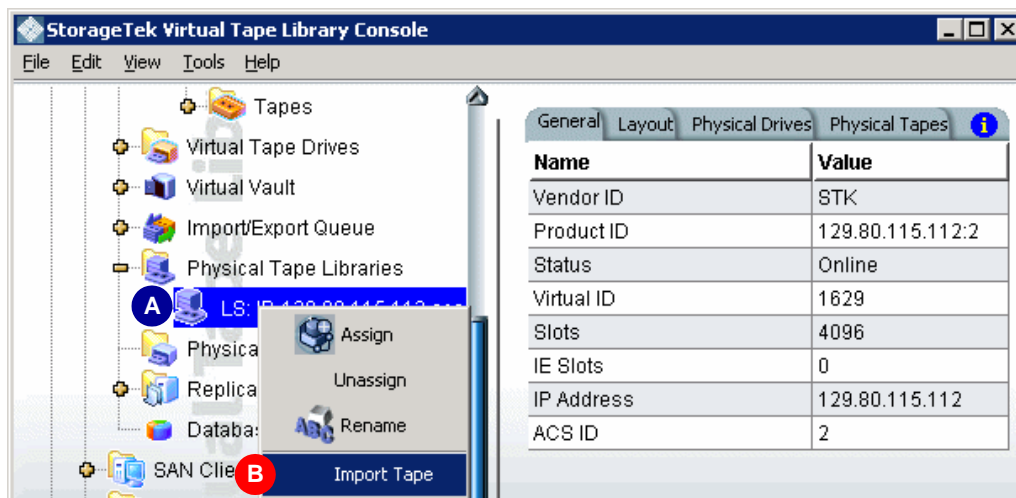 StorageTek Virtual Tape Library Console
File Edit View Tools Help
Tapes
Virtual Tape Drives
Virtual Vault
Import/Export Queue
Physical Tape Libraries
A
LS:
Physica
Replica
Databa
SAN Clie
Assign
Unassign
ABC
Rename
B
Import Tape
General Layout Physical Drives Physical Tapes i
Name Value
Vendor ID STK
Product ID 129.80.115.112:2
Status Online
Virtual ID 1629
Slots 4096
IE Slots 0
IP Address 129.80.115.112
ACS ID 2